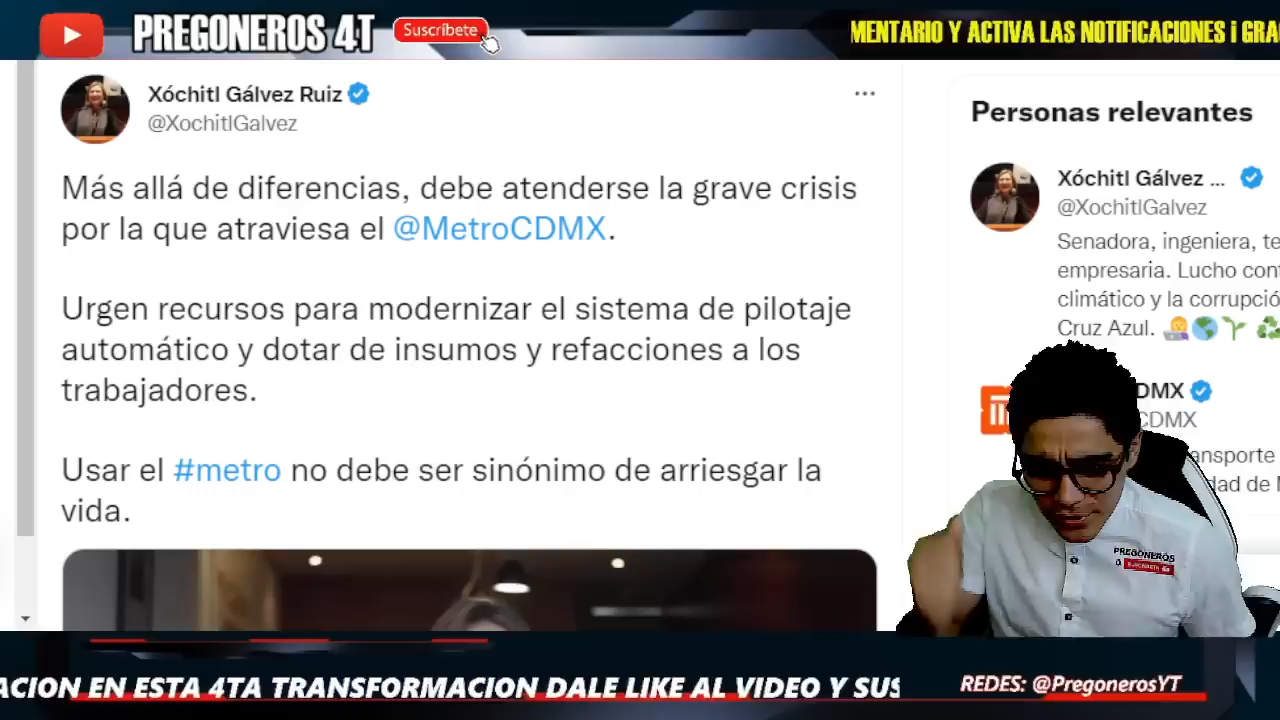 PREGONEROS 4T
Suscríbete
MENTARIO Y ACTIVA LAS NOTIFICACIONES ¡ GRA
Xóchitl Gálvez Ruiz
@XochitlGalvez
...
Más allá de diferencias, debe atenderse la grave crisis
por la que atraviesa el @MetroCDMX.
Urgen recursos para modernizar el sistema de pilotaje
automático y dotar de insumos y refacciones a los
trabajadores.
Usar el #metro no debe ser sinónimo de arriesgar la
vida.
Personas relevantes
Xóchitl Gálvez ...
@XochitlGalvez
Senadora, ingeniera, te
empresaria. Lucho cont
climático y la corrupció
Cruz Azul.
DMX
CDMX
ansporte
dad de M
PREGONEROS
ACION EN ESTA 4TA TRANSFORMACION DALE LIKE AL VIDEO Y SUS
REDES: @PregonerosYT